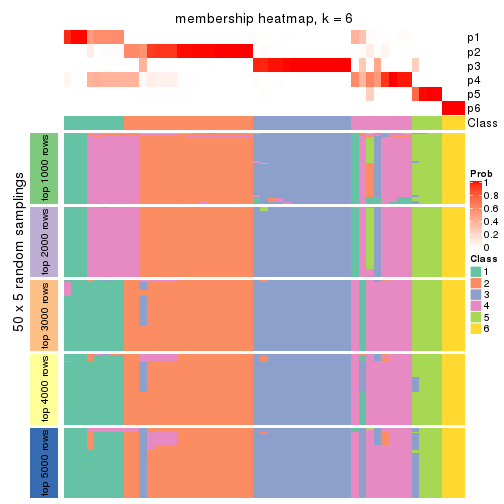 membership heatmap, k = 6
p1
p2
p3
p4
p5
p6
Class
50 x 5 random samplings
top 1000 rows
top 2000 rows
top 3000 rows
top 4000 rows
top 5000 rows
Prob
1
0.8
0.6
0.4
0.2
0
Class
1
2
3
4
5
6